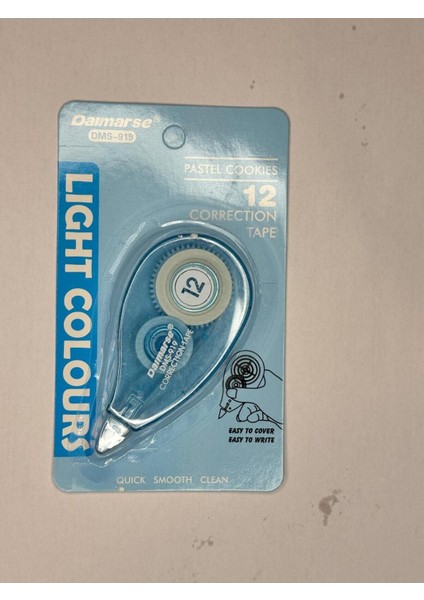 Daimarse®
DMS-919
PASTEL COOKIES
12
CORRECTION
TAPE
LIGHT COLOURS
12
Daimarse®
DMS-919
CORRECTION TAPE
EASY TO COVER
EASY TO WRITE
QUICK SMOOTH CLEAN